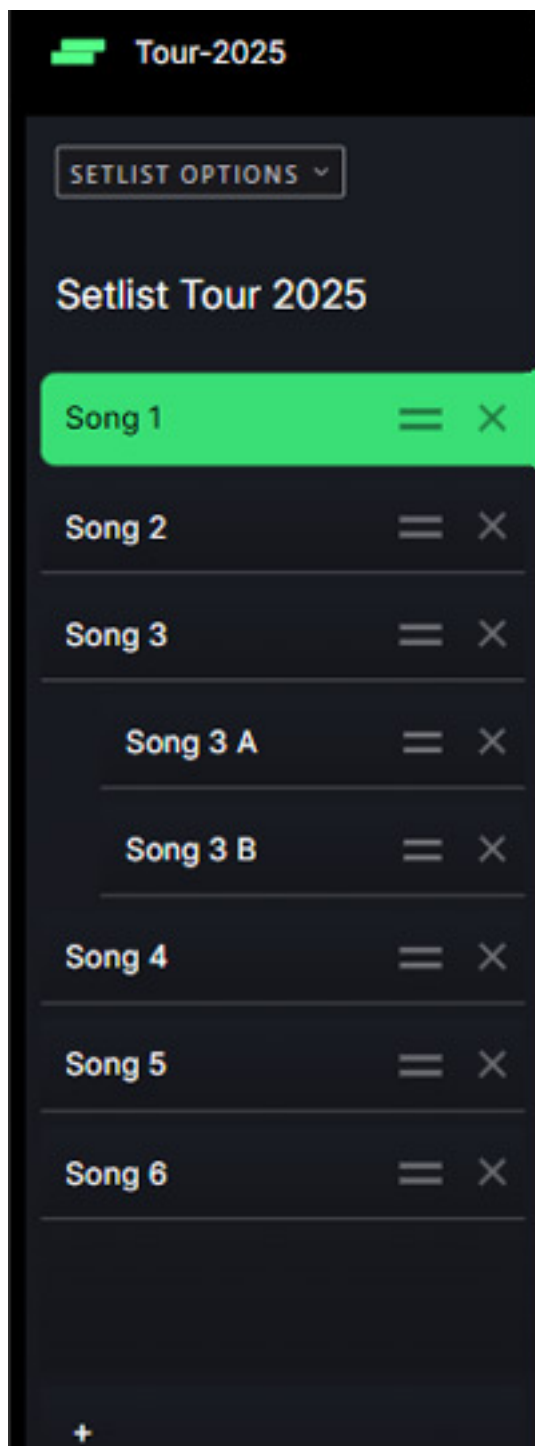 Tour-2025
SETLIST OPTIONS
Setlist Tour 2025
Song 1
Song 2
Song 3
Song 3 A
Song 3 B
Song 4
Song 5
Song 6
+